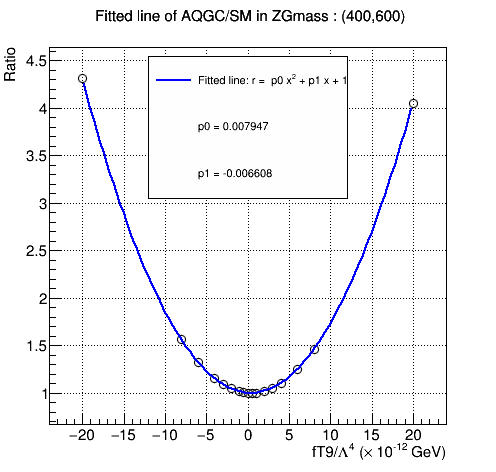 Fitted line of AQGC/SM in ZGmass : (400,600)
Ratio
Fitted line: r = p0 x² + p1 x + 1
p0 = 0.007947
p1 = -0.006608
4.5
4
3.5
3
2.5
2
1.5
1
−20 −15 −10 −5 0 5 10 15 20
fT9/Λ⁴ (× 10⁻¹² GeV)